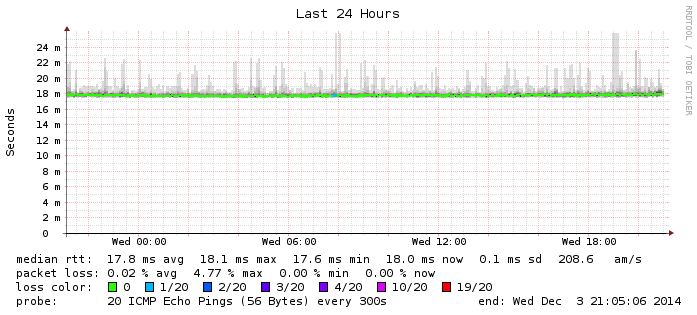 Last 24 Hours
RRDTOOL / TOBI OETIKER
Seconds
24 m
22 m
20 m
18 m
16 m
14 m
12 m
10 m
8 m
6 m
4 m
2 m
0
Wed 00:00 Wed 06:00 Wed 12:00 Wed 18:00
median rtt: 17.8 ms avg 18.1 ms max 17.6 ms min 18.0 ms now 0.1 ms sd 208.6 am/s
packet loss: 0.02 % avg 4.77 % max 0.00 % min 0.00 % now
loss color: 0 1/20 2/20 3/20 4/20 10/20 19/20
probe: 20 ICMP Echo Pings (56 Bytes) every 300s end: Wed Dec 3 21:05:06 2014